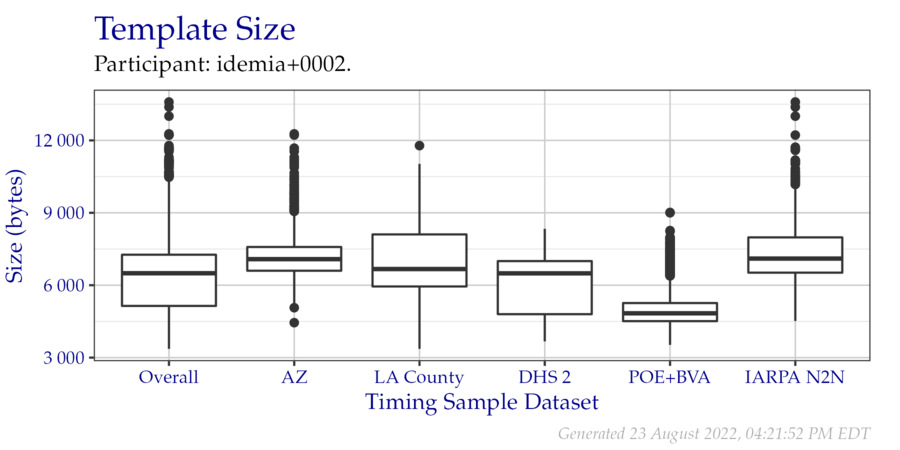 Template Size
Participant: idemia+0002.
Size (bytes)
12 000
9 000
6 000
3 000
Overall AZ LA County DHS 2 POE+BVA IARPA N2N
Timing Sample Dataset
Generated 23 August 2022, 04:21:52 PM EDT